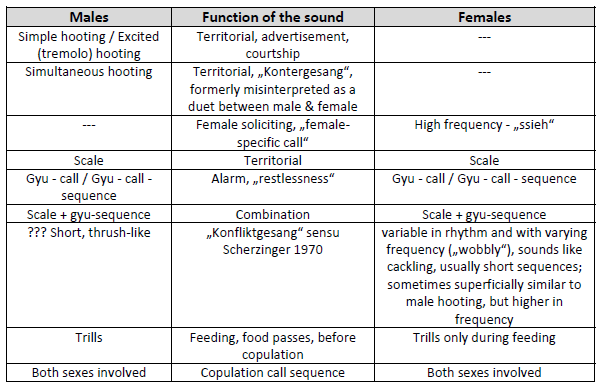 Males Function of the sound Females
Simple hooting / Excited Territorial, advertisement, ---
(tremolo) hooting courtship
Simultaneous hooting Territorial, „Kontergesang“, ---
formerly misinterpreted as a
duet between male & female
--- Female soliciting, „female- High frequency - „ssieh“
specific call“
Scale Territorial Scale
Gyu - call / Gyu - call - Alarm, „restlessness“ Gyu - call / Gyu - call - sequence
sequence
Scale + gyu-sequence Combination Scale + gyu-sequence
??? Short, thrush-like „Konfliktgesang“ sensu variable in rhythm and with varying
Scherzinger 1970 frequency („wobbly“), sounds like
cackling, usually short sequences;
sometimes superficially similar to
male hooting, but higher in
frequency
Trills Feeding, food passes, before Trills only during feeding
copulation
Both sexes involved Copulation call sequence Both sexes involved